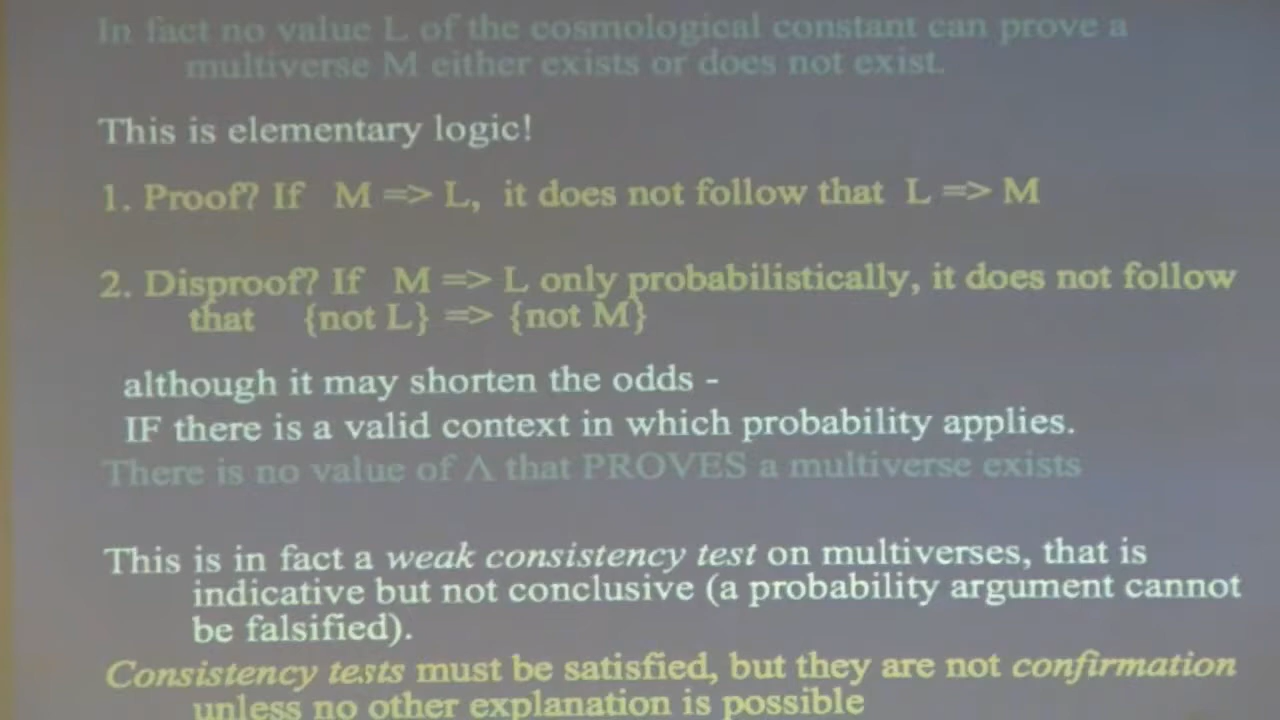 In fact no value L of the cosmological constant can prove a
multiverse M either exists or does not exist.
This is elementary logic!
1. Proof? If M => L, it does not follow that L => M
2. Disproof? If M => L only probabilistically, it does not follow
that {not L} => {not M}
although it may shorten the odds -
IF there is a valid context in which probability applies.
There is no value of Λ that PROVES a multiverse exists
This is in fact a weak consistency test on multiverses, that is
indicative but not conclusive (a probability argument cannot
be falsified).
Consistency tests must be satisfied, but they are not confirmation
unless no other explanation is possible